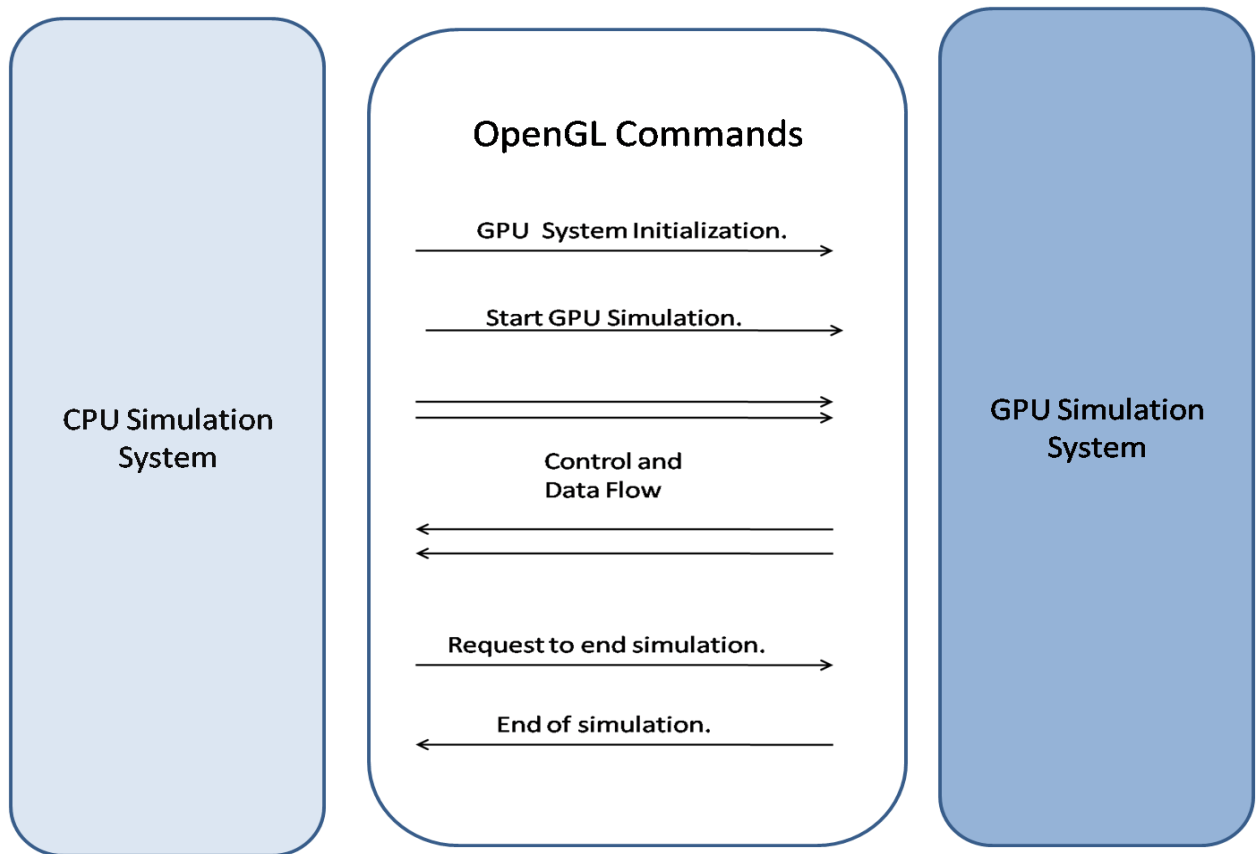 OpenGL Commands
GPU System Initialization.
Start GPU Simulation.
CPU Simulation
System
Control and
Data Flow
GPU Simulation
System
Request to end simulation.
End of simulation.